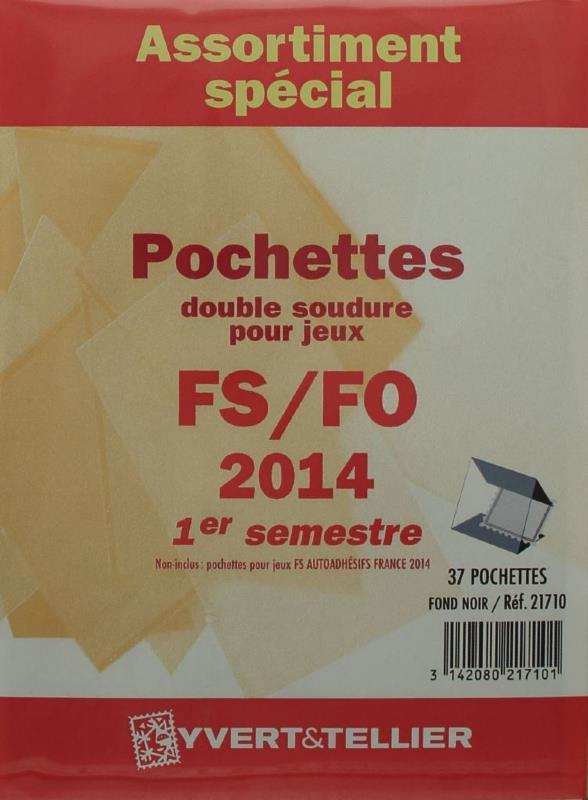 Assortiment
spécial
Pochettes
double soudure
pour jeux
FS/FO
2014
1er semestre
Non-inclus : pochettes pour jeux FS AUTOADHÉSIFS FRANCE 2014
37 POCHETTES
FOND NOIR / Réf. 21710
3 142080 217101
YVERT&TELLIER